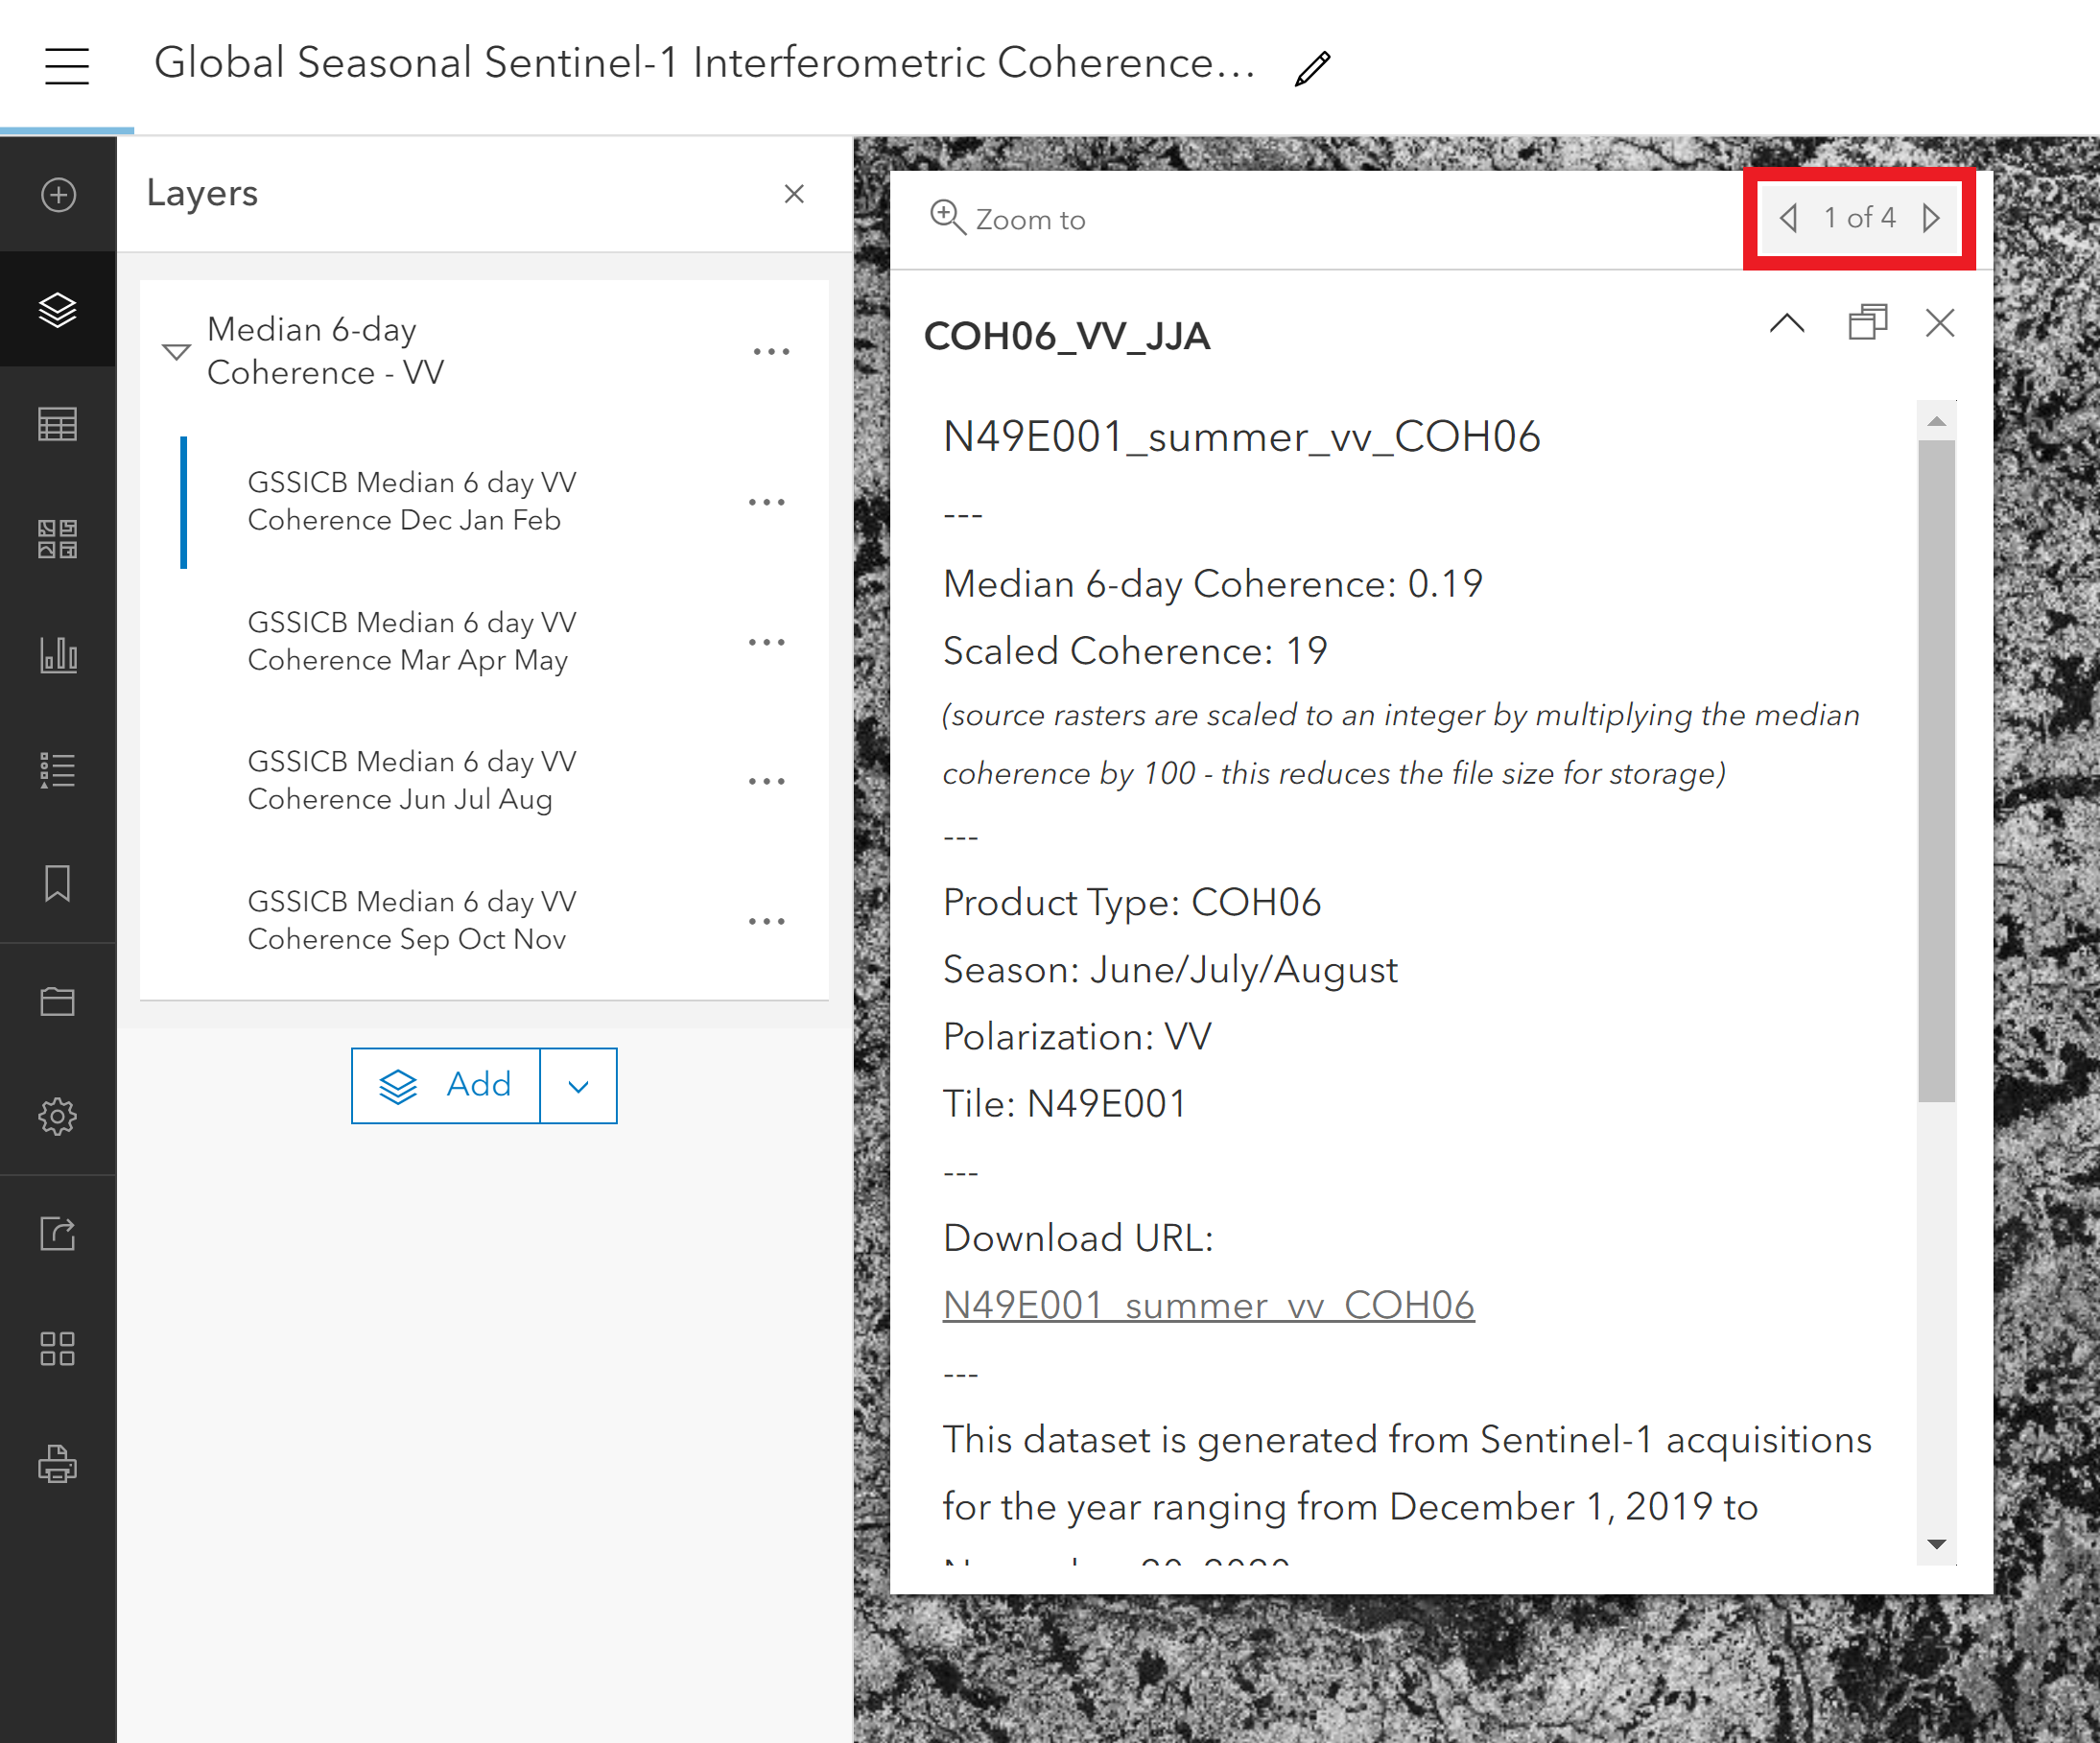 Global Seasonal Sentinel-1 Interferometric Coherence...
Layers
Median 6-day
Coherence - VV
GSSICB Median 6 day VV
Coherence Dec Jan Feb
GSSICB Median 6 day VV
Coherence Mar Apr May
GSSICB Median 6 day VV
Coherence Jun Jul Aug
GSSICB Median 6 day VV
Coherence Sep Oct Nov
Add
Zoom to
1 of 4
COH06_VV_JJA
N49E001_summer_vv_COH06
---
Median 6-day Coherence: 0.19
Scaled Coherence: 19
(source rasters are scaled to an integer by multiplying the median
coherence by 100 - this reduces the file size for storage)
---
Product Type: COH06
Season: June/July/August
Polarization: VV
Tile: N49E001
---
Download URL:
N49E001_summer_vv_COH06
---
This dataset is generated from Sentinel-1 acquisitions
for the year ranging from December 1, 2019 to